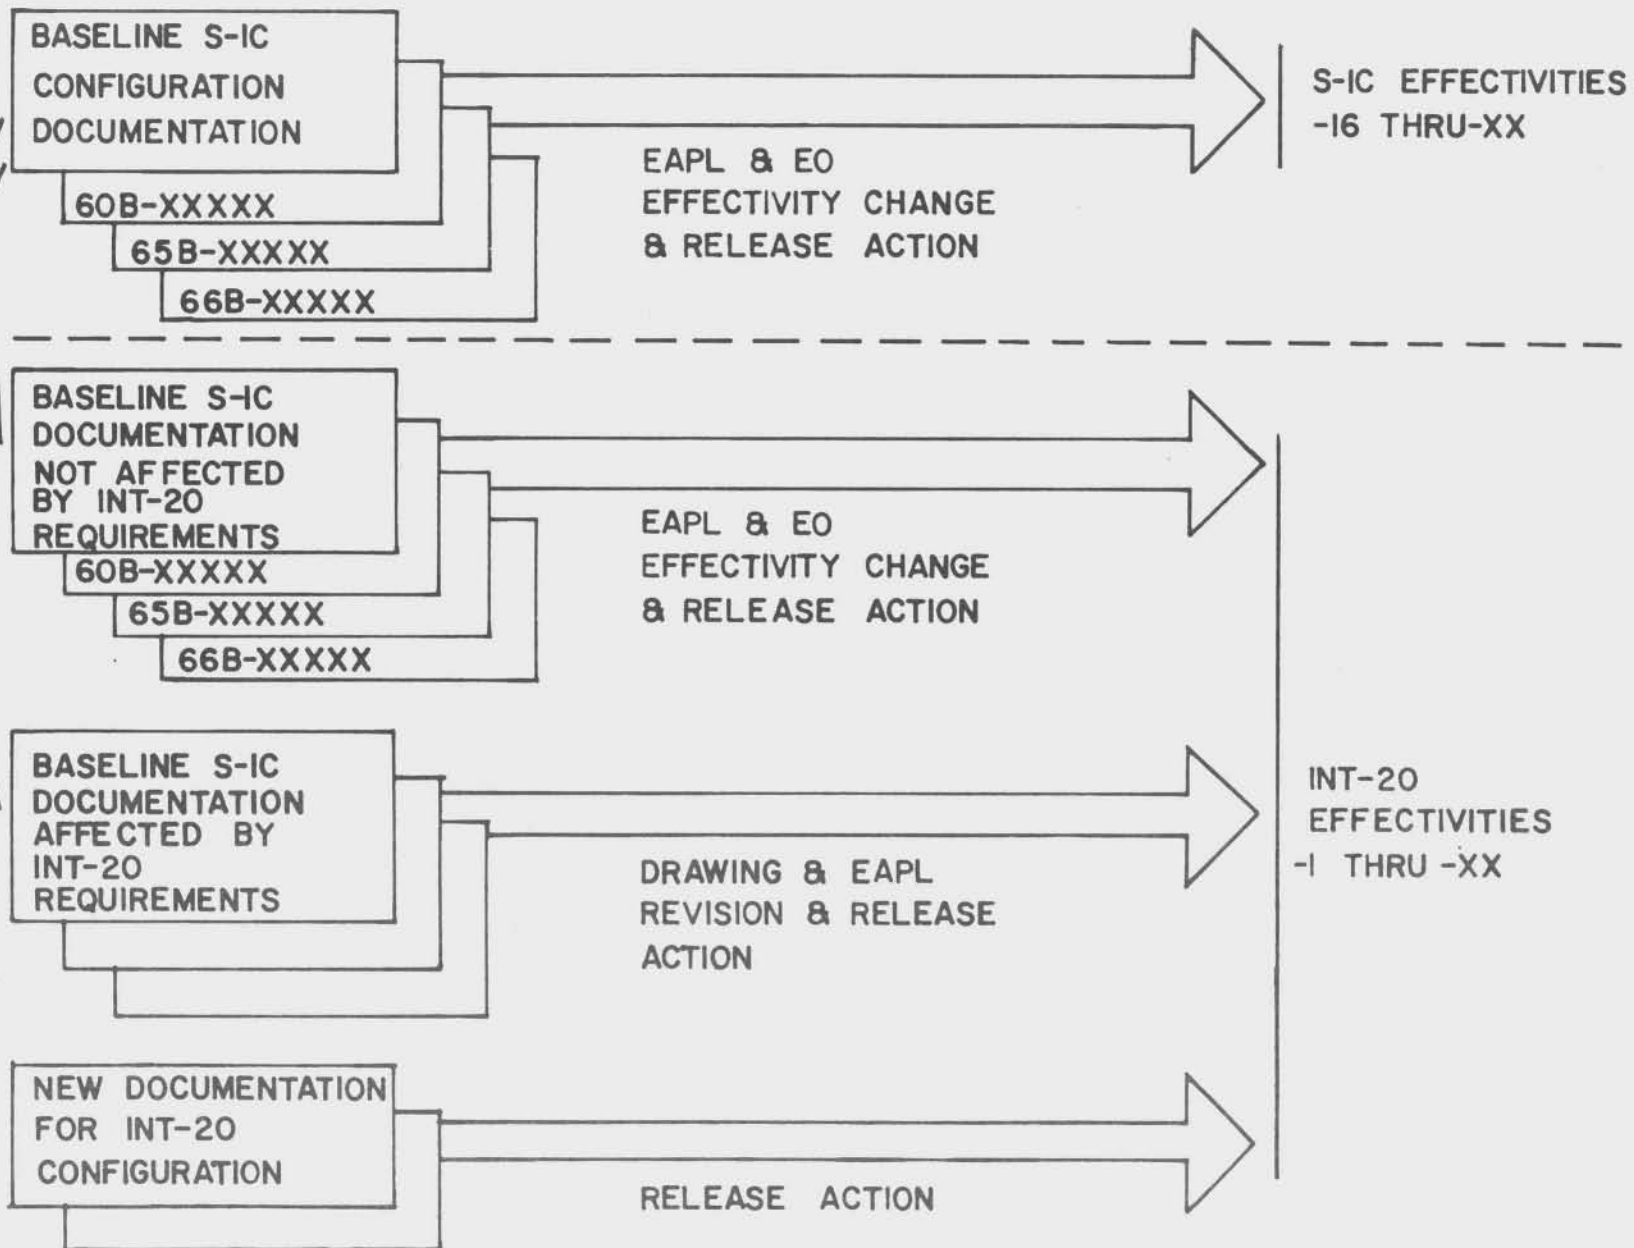 BASELINE S-IC
CONFIGURATION
DOCUMENTATION
60B-XXXXX
65B-XXXXX
66B-XXXXX
EAPL & EO
EFFECTIVITY CHANGE
& RELEASE ACTION
S-IC EFFECTIVITIES
-16 THRU-XX
BASELINE S-IC
DOCUMENTATION
NOT AFFECTED
BY INT-20
REQUIREMENTS
60B-XXXXX
65B-XXXXX
66B-XXXXX
EAPL & EO
EFFECTIVITY CHANGE
& RELEASE ACTION
BASELINE S-IC
DOCUMENTATION
AFFECTED BY
INT-20
REQUIREMENTS
DRAWING & EAPL
REVISION & RELEASE
ACTION
INT-20
EFFECTIVITIES
-1 THRU -XX
NEW DOCUMENTATION
FOR INT-20
CONFIGURATION
RELEASE ACTION